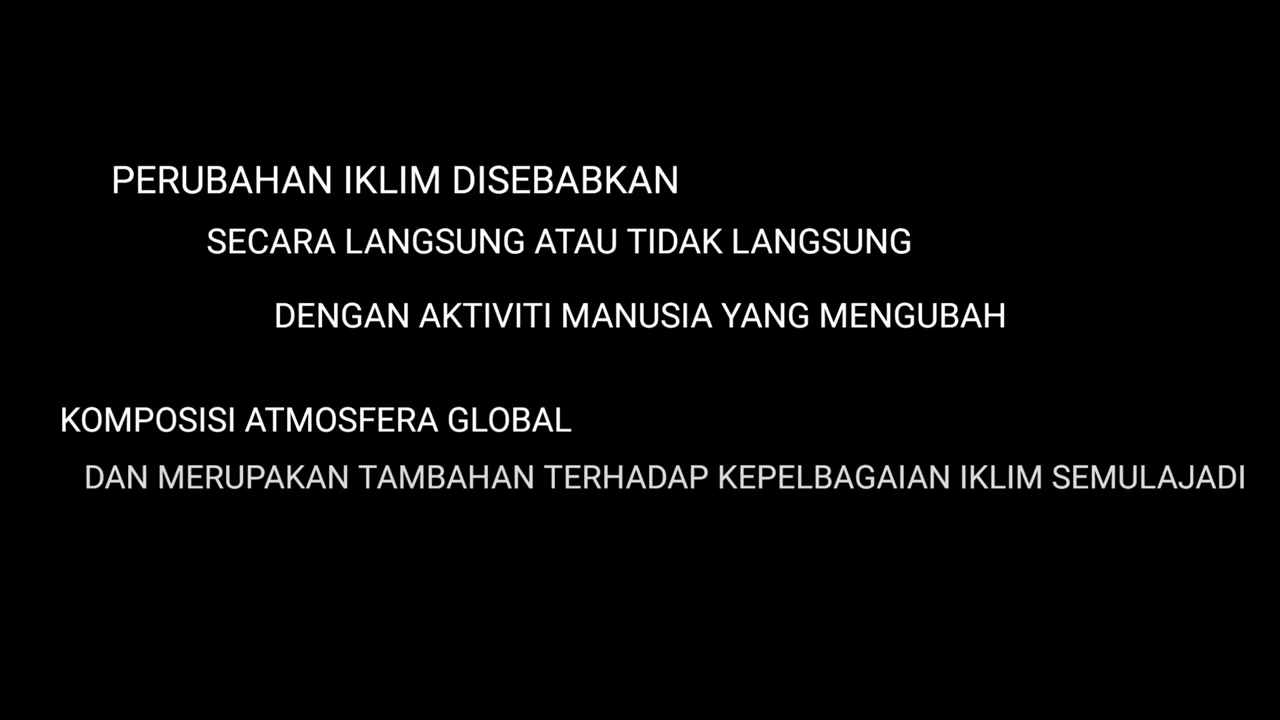 PERUBAHAN IKLIM DISEBABKAN
SECARA LANGSUNG ATAU TIDAK LANGSUNG
DENGAN AKTIVITI MANUSIA YANG MENGUBAH
KOMPOSISI ATMOSFERA GLOBAL
DAN MERUPAKAN TAMBAHAN TERHADAP KEPELBAGAIAN IKLIM SEMULAJADI